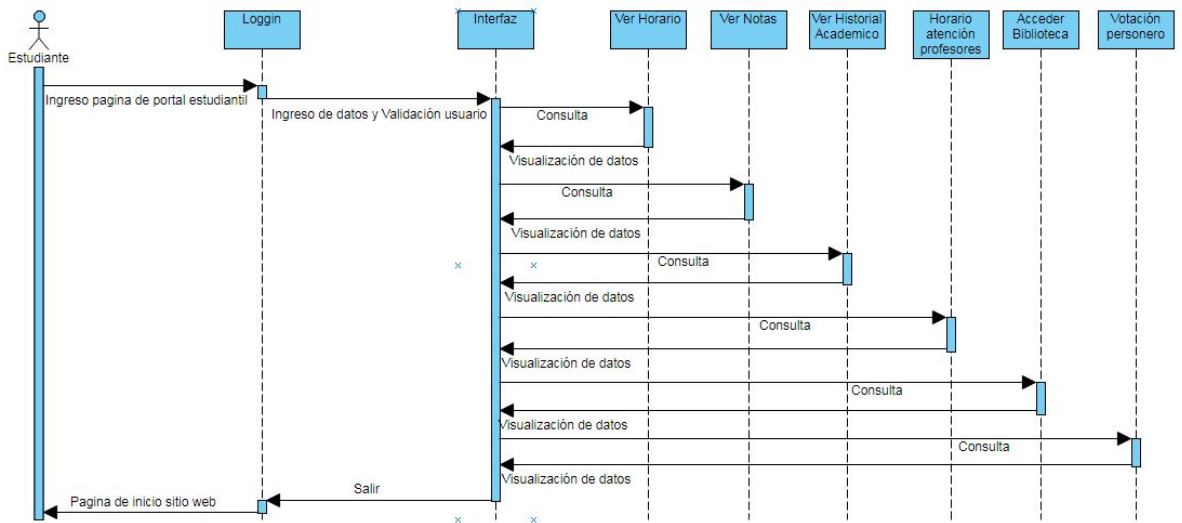 Estudiante
Loggin
Interfaz
Ver Horario
Ver Notas
Ver Historial
Academico
Horario
atención
profesores
Acceder
Biblioteca
Votación
personero
Ingreso pagina de portal estudiantil
Ingreso de datos y Validación usuario
Consulta
Visualización de datos
Consulta
Visualización de datos
Consulta
Visualización de datos
Consulta
Visualización de datos
Consulta
Visualización de datos
Consulta
Visualización de datos
Salir
Pagina de inicio sitio web